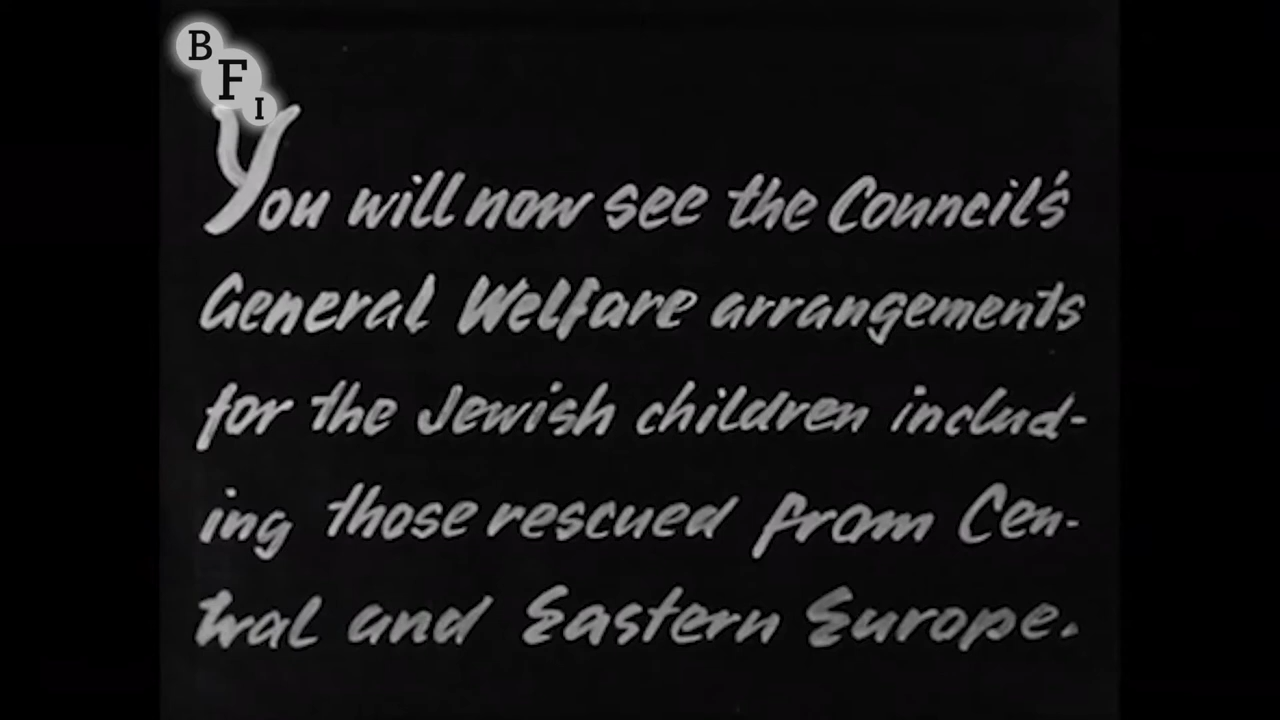 BFI
You will now see the Council's
General Welfare arrangements
for the Jewish children includ-
ing those rescued from Cen-
tral and Eastern Europe.